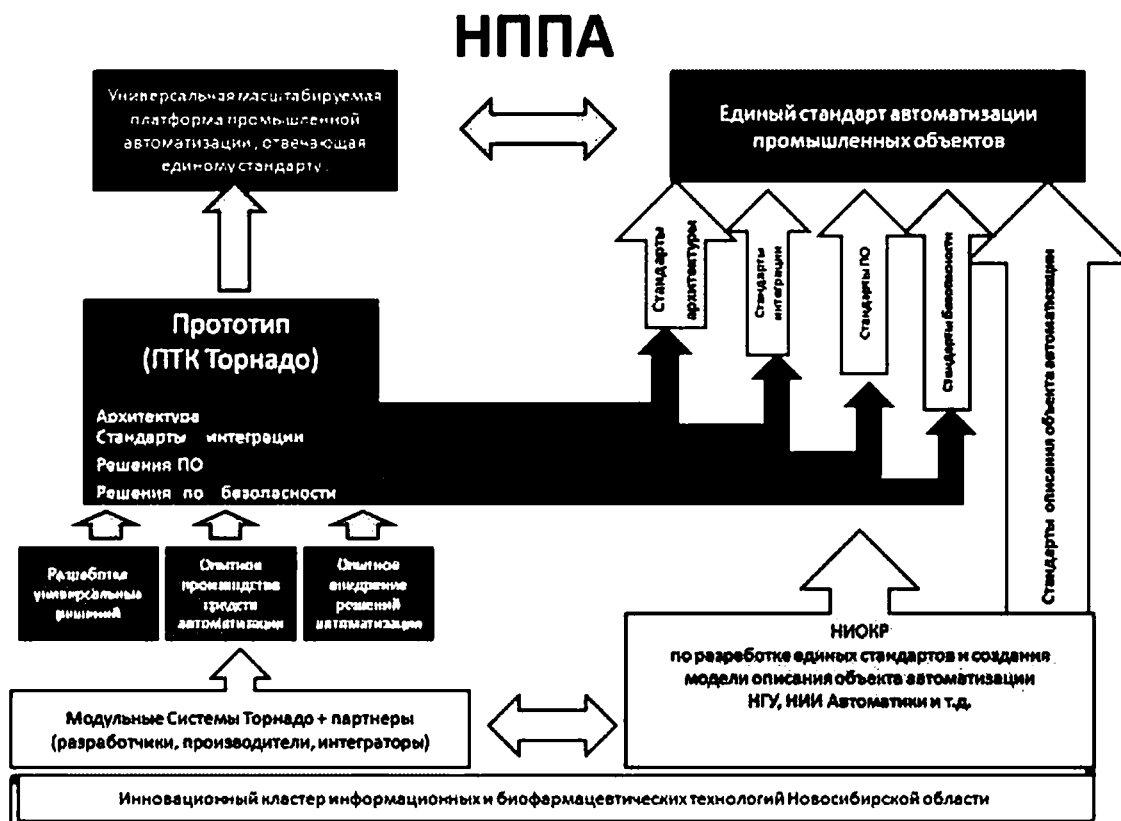 НППА
Универсальная масштабируемая
платформа промышленной
автоматизации, отвечающая
единому стандарту.
Единый стандарт автоматизации
промышленных объектов
Стандарты
архитектуры
Стандарты
интеграции
Стандарты ПО
Стандарты безопасности
Стандарты описания объекта автоматизации
Прототип
(ПТК Торнадо)
Архитектура
Стандарты интеграции
Решения ПО
Решения по безопасности
Разработка
универсальных
решений
Опытное
производство
средств
автоматизации
Опытное
внедрение
решений
автоматизации
НИОКР
по разработке единых стандартов и создания
модели описания объекта автоматизации
НГУ, НИИ Автоматики и т.д.
Модульные Системы Торнадо + партнеры
(разработчики, производители, интеграторы)
Инновационный кластер информационных и биофармацевтических технологий Новосибирской области